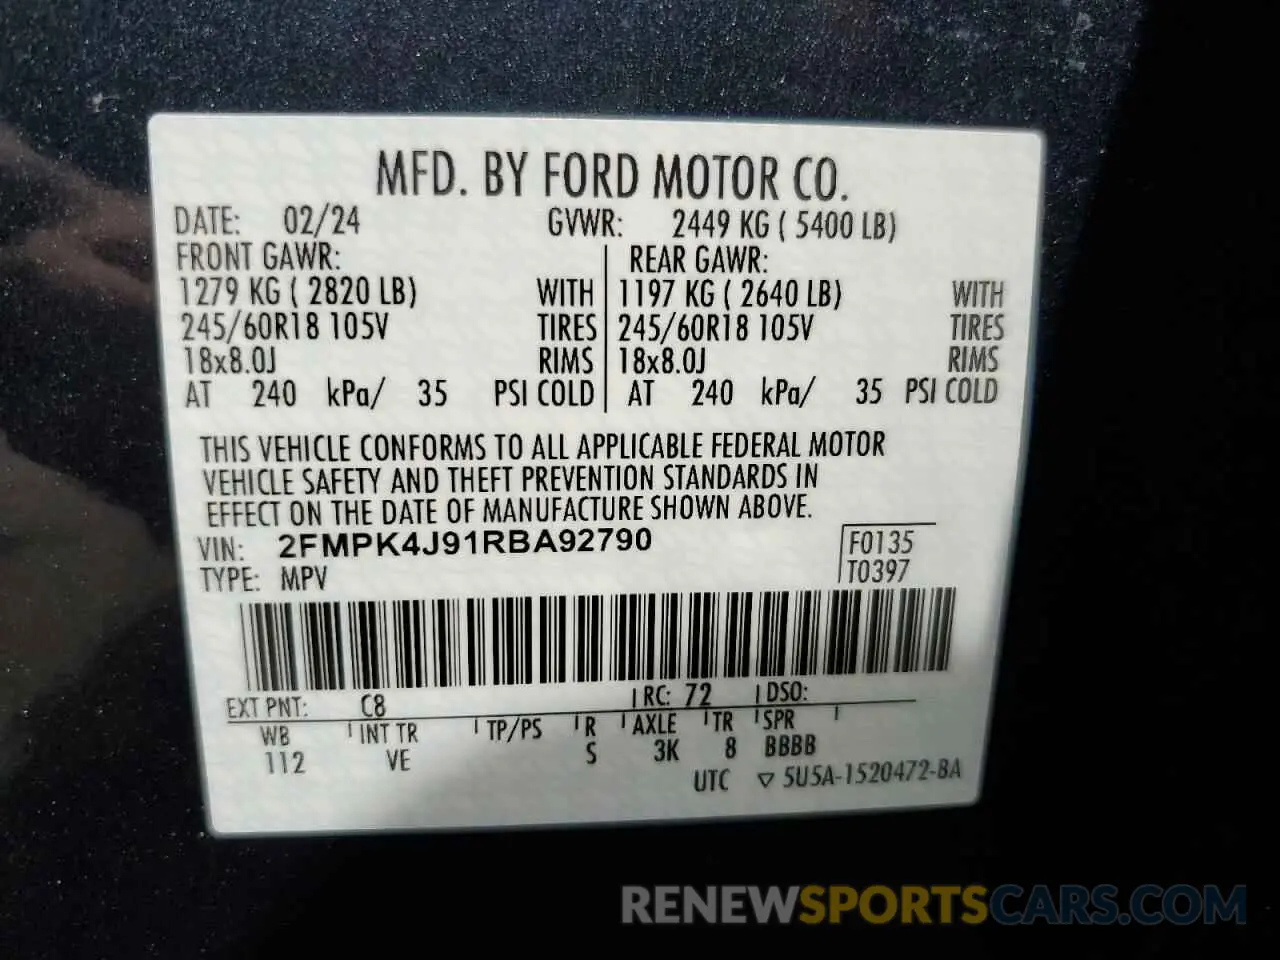 MFD. BY FORD MOTOR CO.
DATE: 02/24 GVWR: 2449 KG ( 5400 LB)
FRONT GAWR: REAR GAWR:
1279 KG ( 2820 LB) WITH 1197 KG ( 2640 LB) WITH
245/60R18 105V TIRES 245/60R18 105V TIRES
18x8.0J RIMS 18x8.0J RIMS
AT 240 kPa/ 35 PSI COLD AT 240 kPa/ 35 PSI COLD
THIS VEHICLE CONFORMS TO ALL APPLICABLE FEDERAL MOTOR
VEHICLE SAFETY AND THEFT PREVENTION STANDARDS IN
EFFECT ON THE DATE OF MANUFACTURE SHOWN ABOVE.
VIN: 2FMPK4J91RBA92790 F0135
TYPE: MPV T0397
EXT PNT: C8 RC: 72 DSO:
WB INT TR TP/PS R AXLE TR SPR
112 VE S 3K 8 BBBB
UTC ▽ 5U5A-1520472-BA
RENEWSPORTSCARS.COM